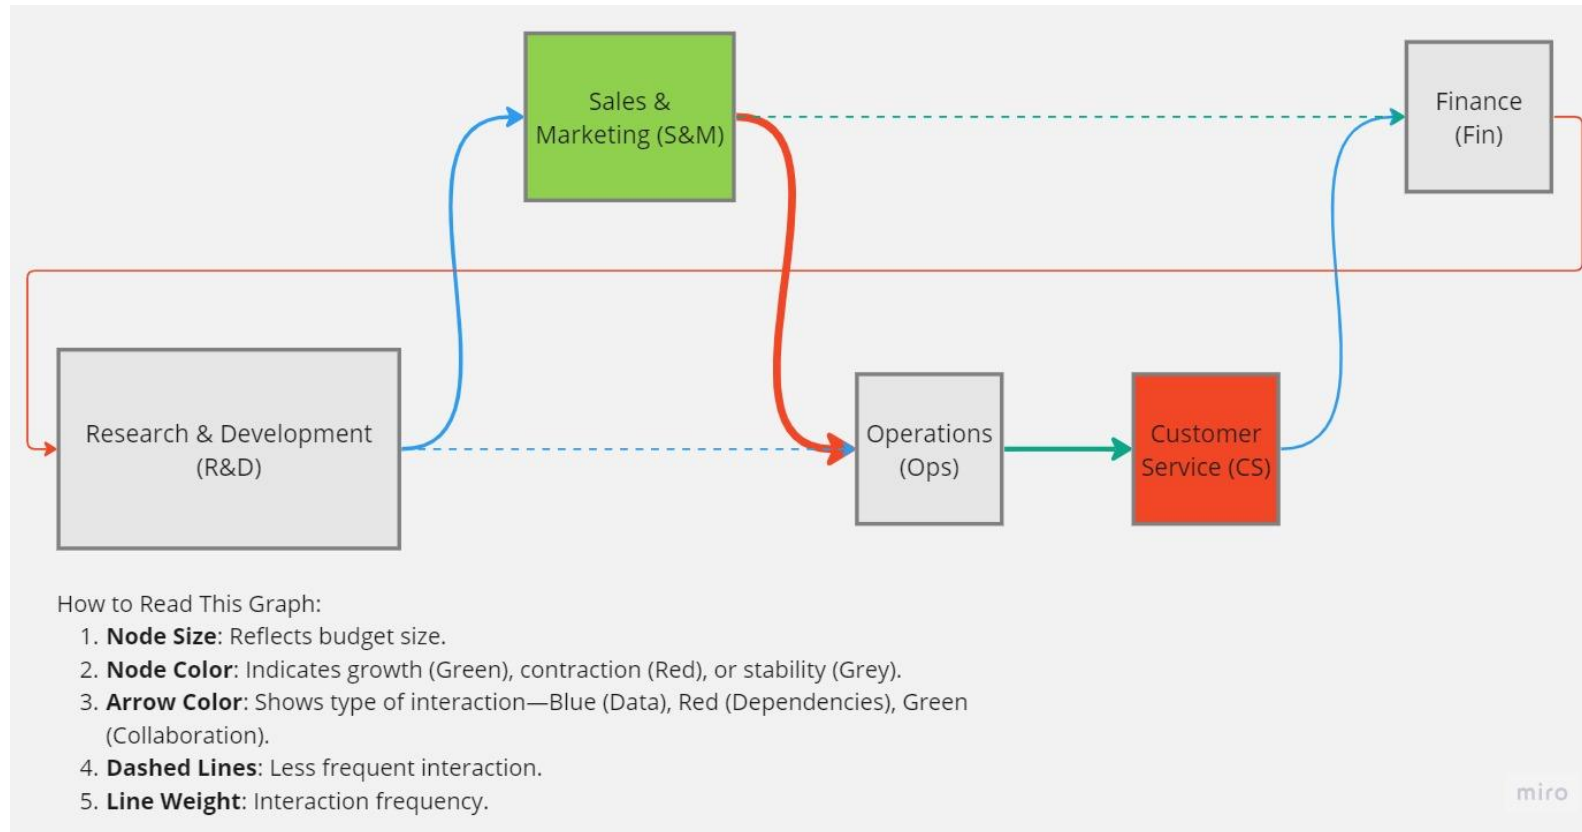 Sales &
Marketing (S&M)
Finance
(Fin)
Research & Development
(R&D)
Operations
(Ops)
Customer
Service (CS)
How to Read This Graph:
1. Node Size: Reflects budget size.
2. Node Color: Indicates growth (Green), contraction (Red), or stability (Grey).
3. Arrow Color: Shows type of interaction—Blue (Data), Red (Dependencies), Green
(Collaboration).
4. Dashed Lines: Less frequent interaction.
5. Line Weight: Interaction frequency.
miro